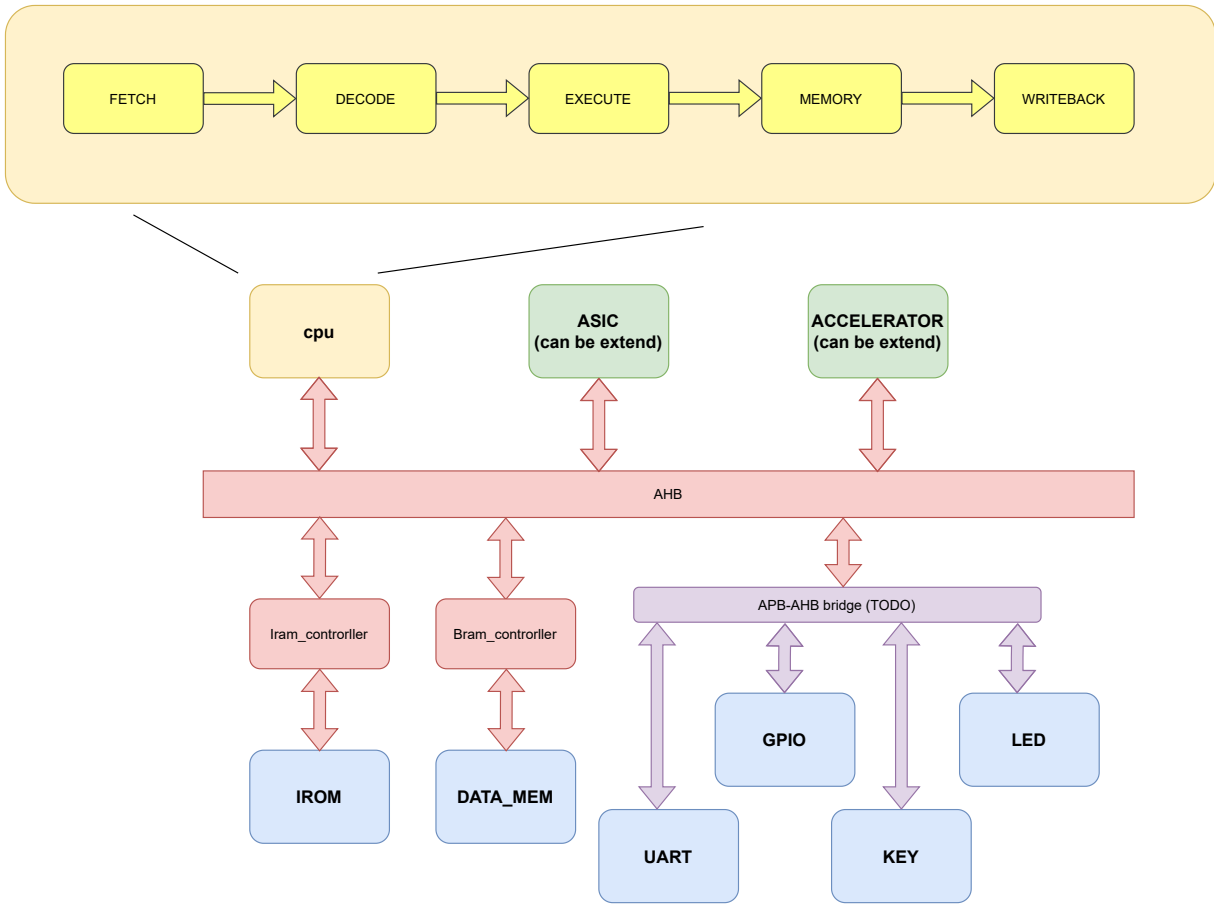 FETCH
DECODE
EXECUTE
MEMORY
WRITEBACK
cpu
ASIC
(can be extend)
ACCELERATOR
(can be extend)
AHB
Iram_controrller
Bram_controrller
APB-AHB bridge (TODO)
GPIO
LED
IROM
DATA_MEM
UART
KEY